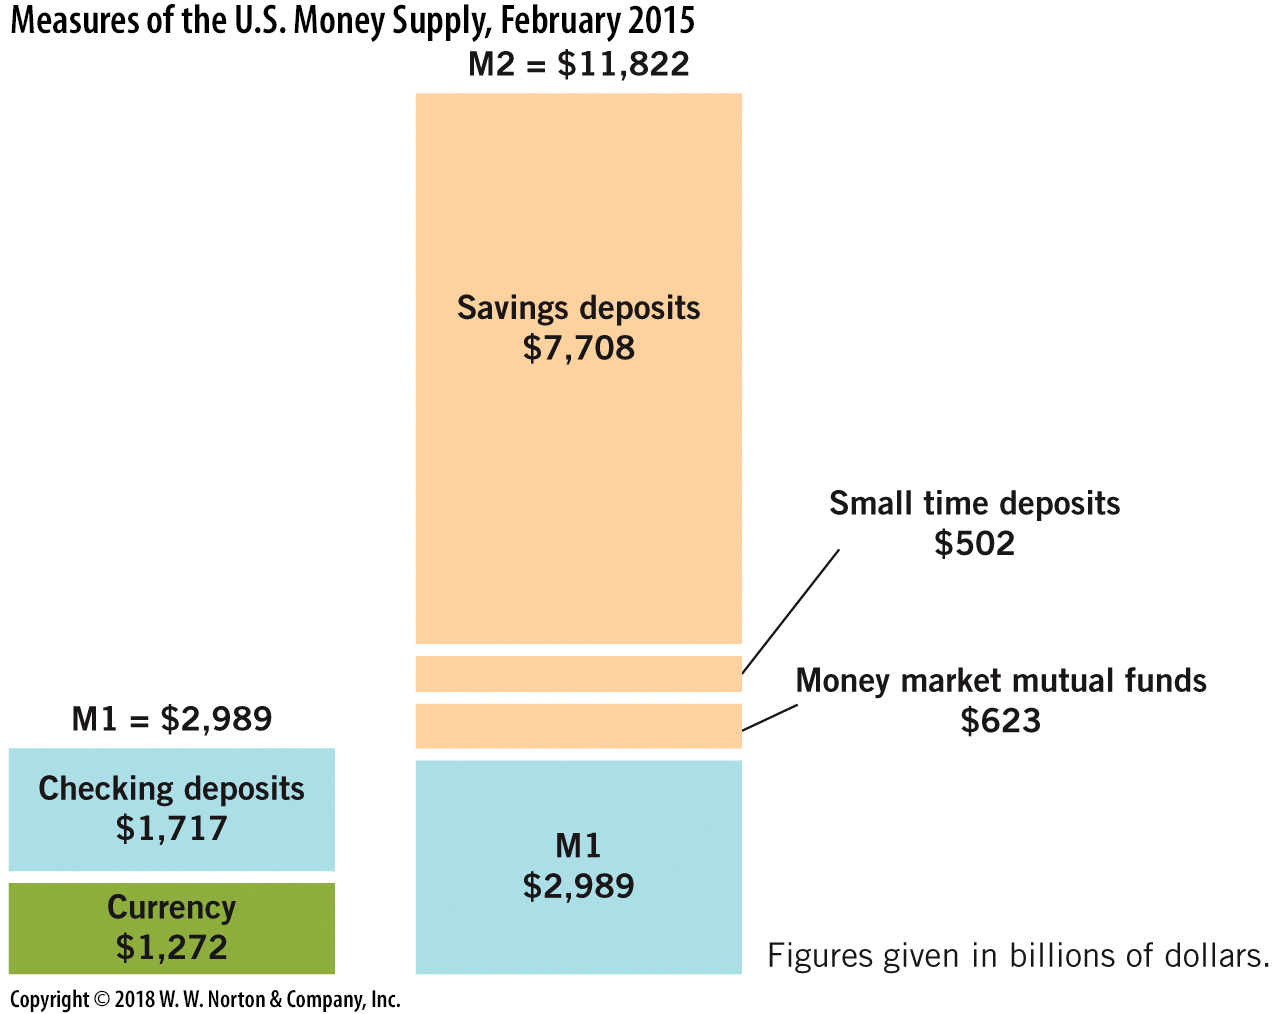 Measures of the U.S. Money Supply, February 2015
M2 = $11,822
Savings deposits
$7,708
Small time deposits
$502
Money market mutual funds
$623
M1 = $2,989
Checking deposits
$1,717
M1
$2,989
Currency
$1,272
Figures given in billions of dollars.
Copyright © 2018 W. W. Norton & Company, Inc.